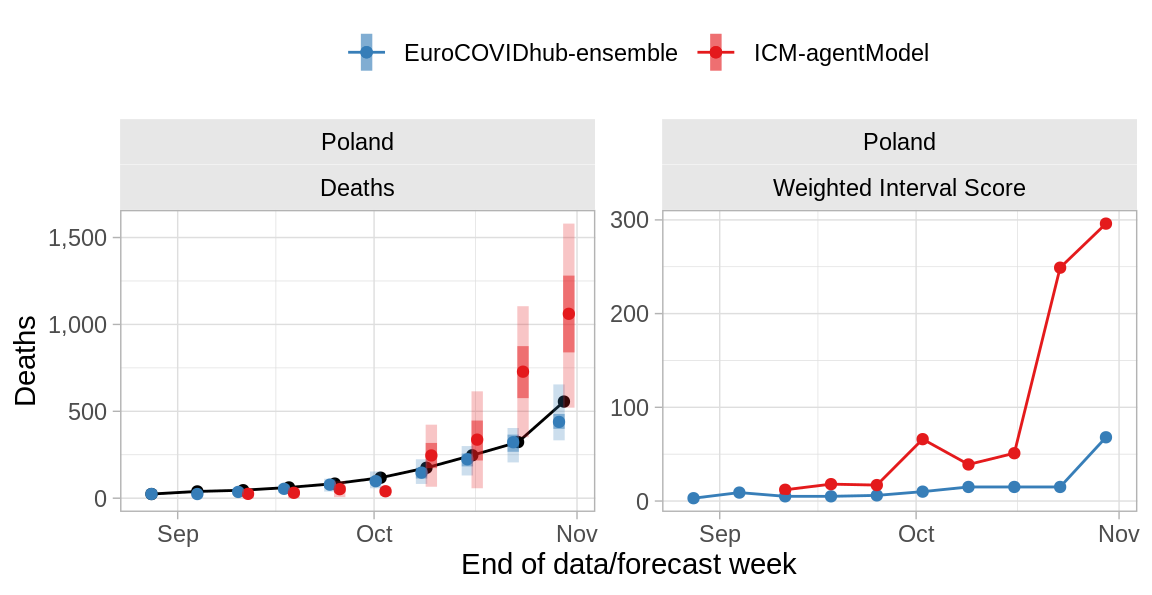 EuroCOVIDhub-ensemble ICM-agentModel
Poland Poland
Deaths Weighted Interval Score
Deaths
1,500
1,000
500
0
300
200
100
0
Sep Oct Nov Sep Oct Nov
End of data/forecast week